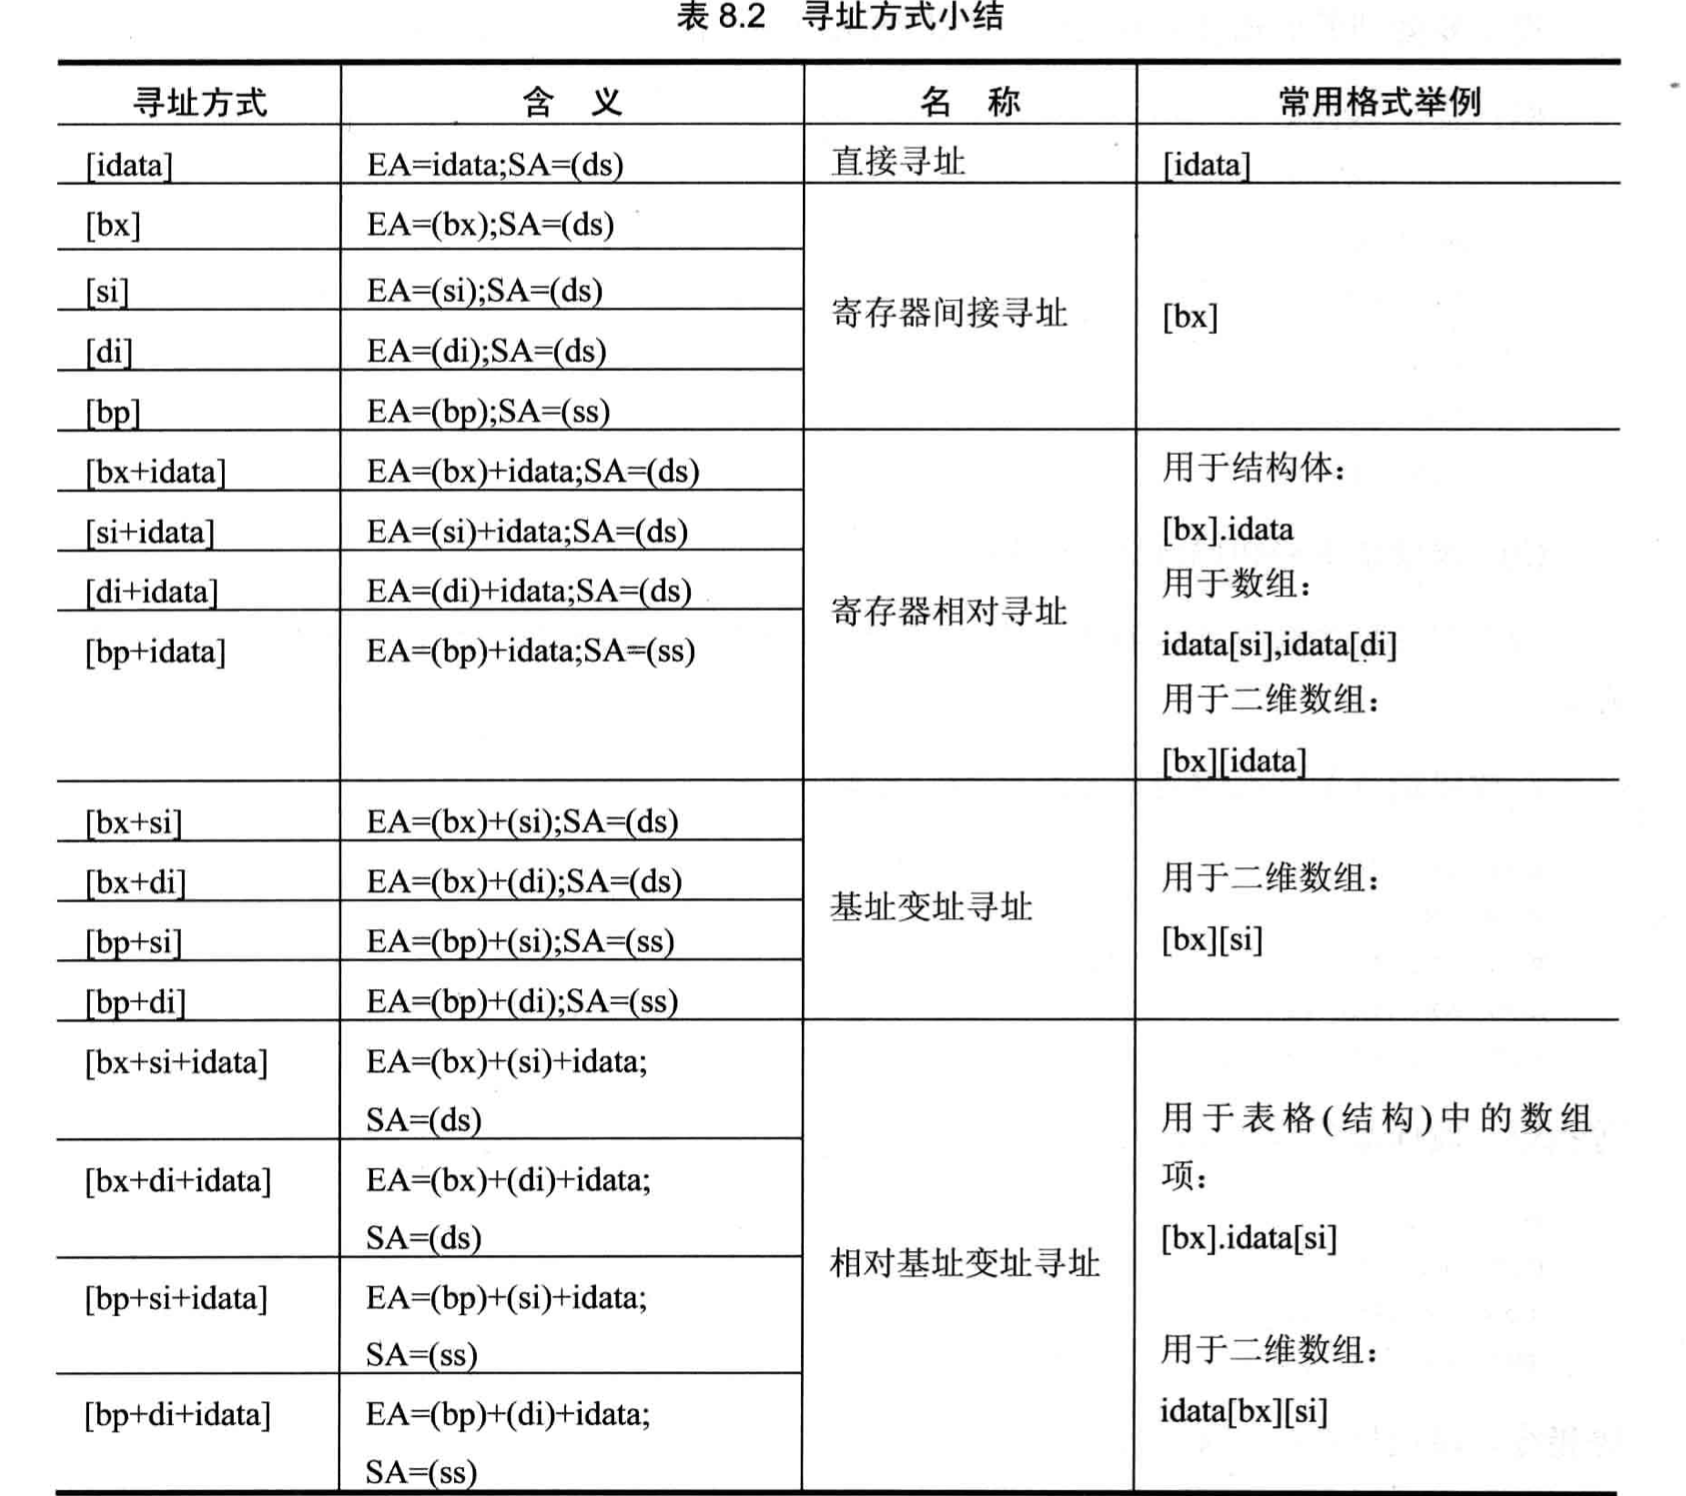 表 8.2 寻址方式小结
寻址方式 含 义 名 称 常用格式举例
[idata] EA=idata;SA=(ds) 直接寻址 [idata]
[bx] EA=(bx);SA=(ds)
[si] EA=(si);SA=(ds)
寄存器间接寻址 [bx]
[di] EA=(di);SA=(ds)
[bp] EA=(bp);SA=(ss)
[bx+idata] EA=(bx)+idata;SA=(ds) 用于结构体：
[si+idata] EA=(si)+idata;SA=(ds) [bx].idata
[di+idata] EA=(di)+idata;SA=(ds) 用于数组：
寄存器相对寻址
[bp+idata] EA=(bp)+idata;SA=(ss) idata[si],idata[di]
用于二维数组：
[bx][idata]
[bx+si] EA=(bx)+(si);SA=(ds)
[bx+di] EA=(bx)+(di);SA=(ds) 用于二维数组：
基址变址寻址
[bp+si] EA=(bp)+(si);SA=(ss) [bx][si]
[bp+di] EA=(bp)+(di);SA=(ss)
[bx+si+idata] EA=(bx)+(si)+idata;
SA=(ds) 用于表格(结构)中的数组
[bx+di+idata] EA=(bx)+(di)+idata; 项：
SA=(ds) [bx].idata[si]
相对基址变址寻址
[bp+si+idata] EA=(bp)+(si)+idata;
SA=(ss) 用于二维数组：
[bp+di+idata] EA=(bp)+(di)+idata; idata[bx][si]
SA=(ss)